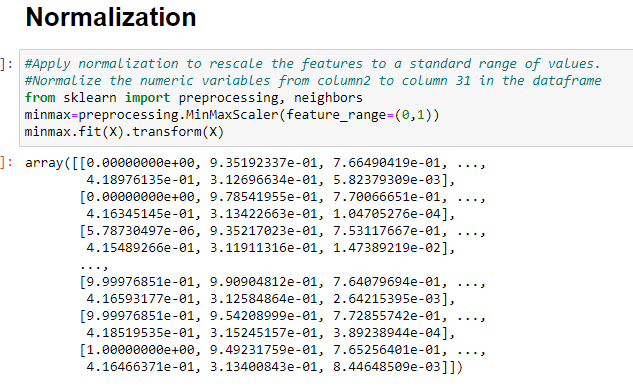 Normalization
]: #Apply normalization to rescale the features to a standard range of values.
#Normalize the numeric variables from column2 to column 31 in the dataframe
from sklearn import preprocessing, neighbors
minmax=preprocessing.MinMaxScaler(feature_range=(0,1))
minmax.fit(X).transform(X)
]: array([[0.00000000e+00, 9.35192337e-01, 7.66490419e-01, ...,
4.18976135e-01, 3.12696634e-01, 5.82379309e-03],
[0.00000000e+00, 9.78541955e-01, 7.70066651e-01, ...,
4.16345145e-01, 3.13422663e-01, 1.04705276e-04],
[5.78730497e-06, 9.35217023e-01, 7.53117667e-01, ...,
4.15489266e-01, 3.11911316e-01, 1.47389219e-02],
...,
[9.99976851e-01, 9.90904812e-01, 7.64079694e-01, ...,
4.16593177e-01, 3.12584864e-01, 2.64215395e-03],
[9.99976851e-01, 9.54208999e-01, 7.72855742e-01, ...,
4.18519535e-01, 3.15245157e-01, 3.89238944e-04],
[1.00000000e+00, 9.49231759e-01, 7.65256401e-01, ...,
4.16466371e-01, 3.13400843e-01, 8.44648509e-03]])